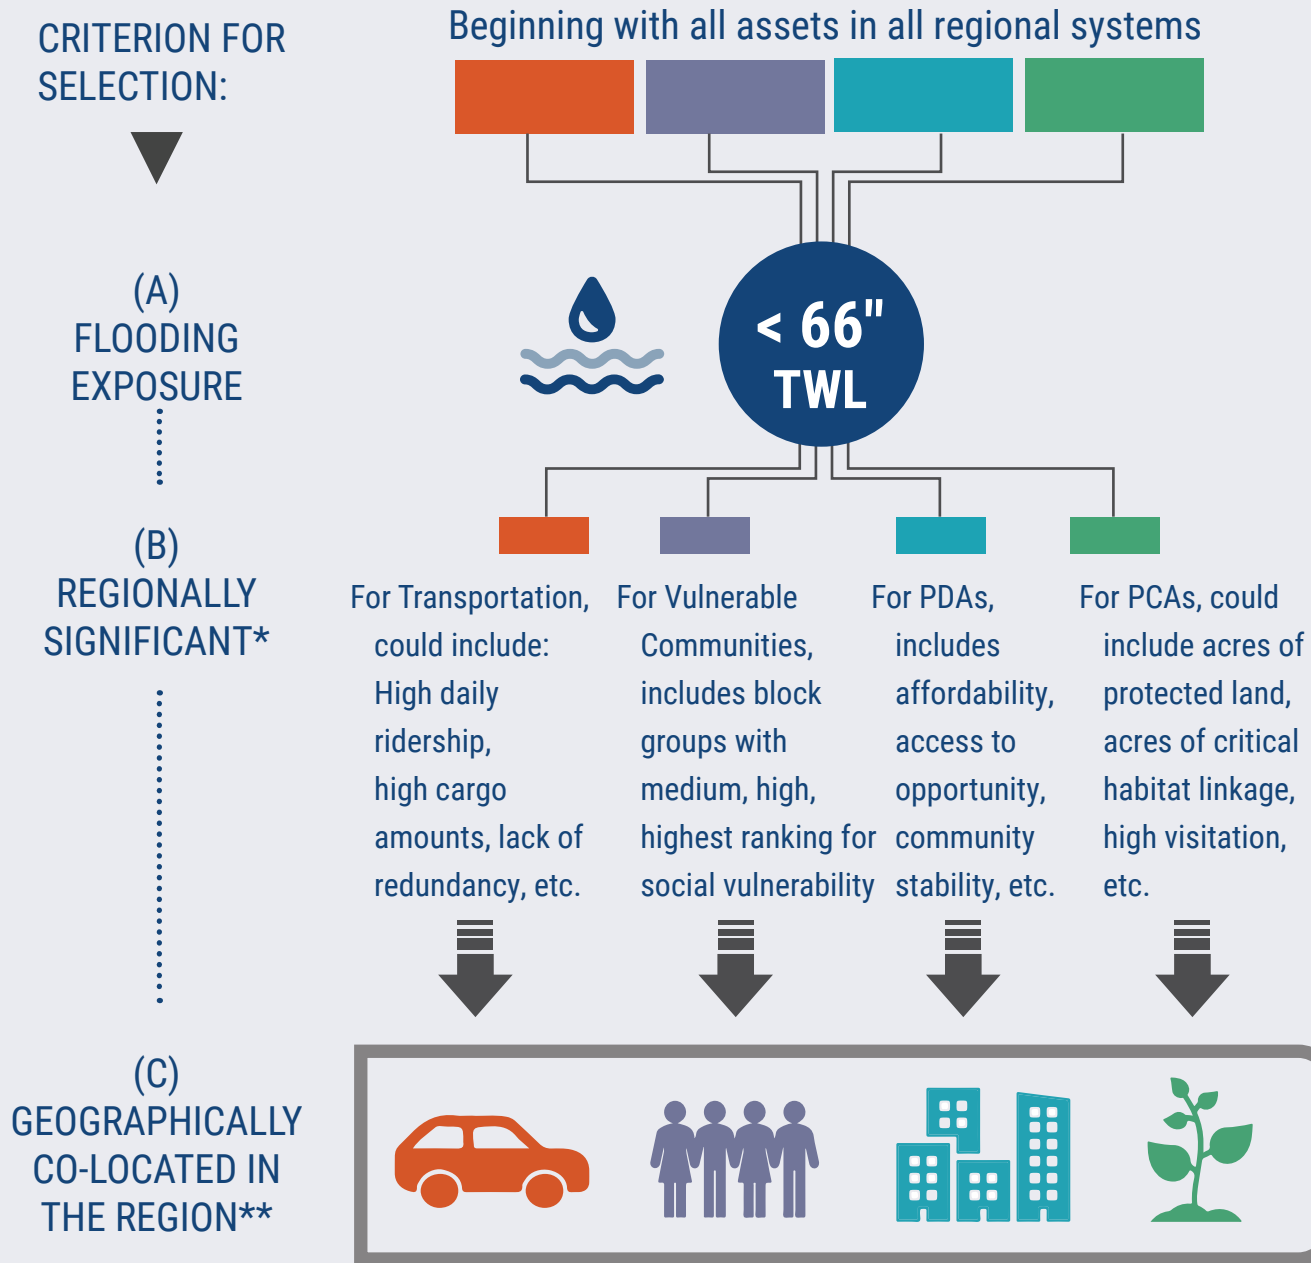 CRITERION FOR
SELECTION:
Beginning with all assets in all regional systems
(A)
FLOODING
EXPOSURE
< 66"
TWL
(B)
REGIONALLY
SIGNIFICANT*
For Transportation,
could include:
High daily
ridership,
high cargo
amounts, lack of
redundancy, etc.
For Vulnerable
Communities,
includes block
groups with
medium, high,
highest ranking for
social vulnerability
For PDAs,
includes
affordability,
access to
opportunity,
community
stability, etc.
For PCAs, could
include acres of
protected land,
acres of critical
habitat linkage,
high visitation,
etc.
(C)
GEOGRAPHICALLY
CO-LOCATED IN
THE REGION**